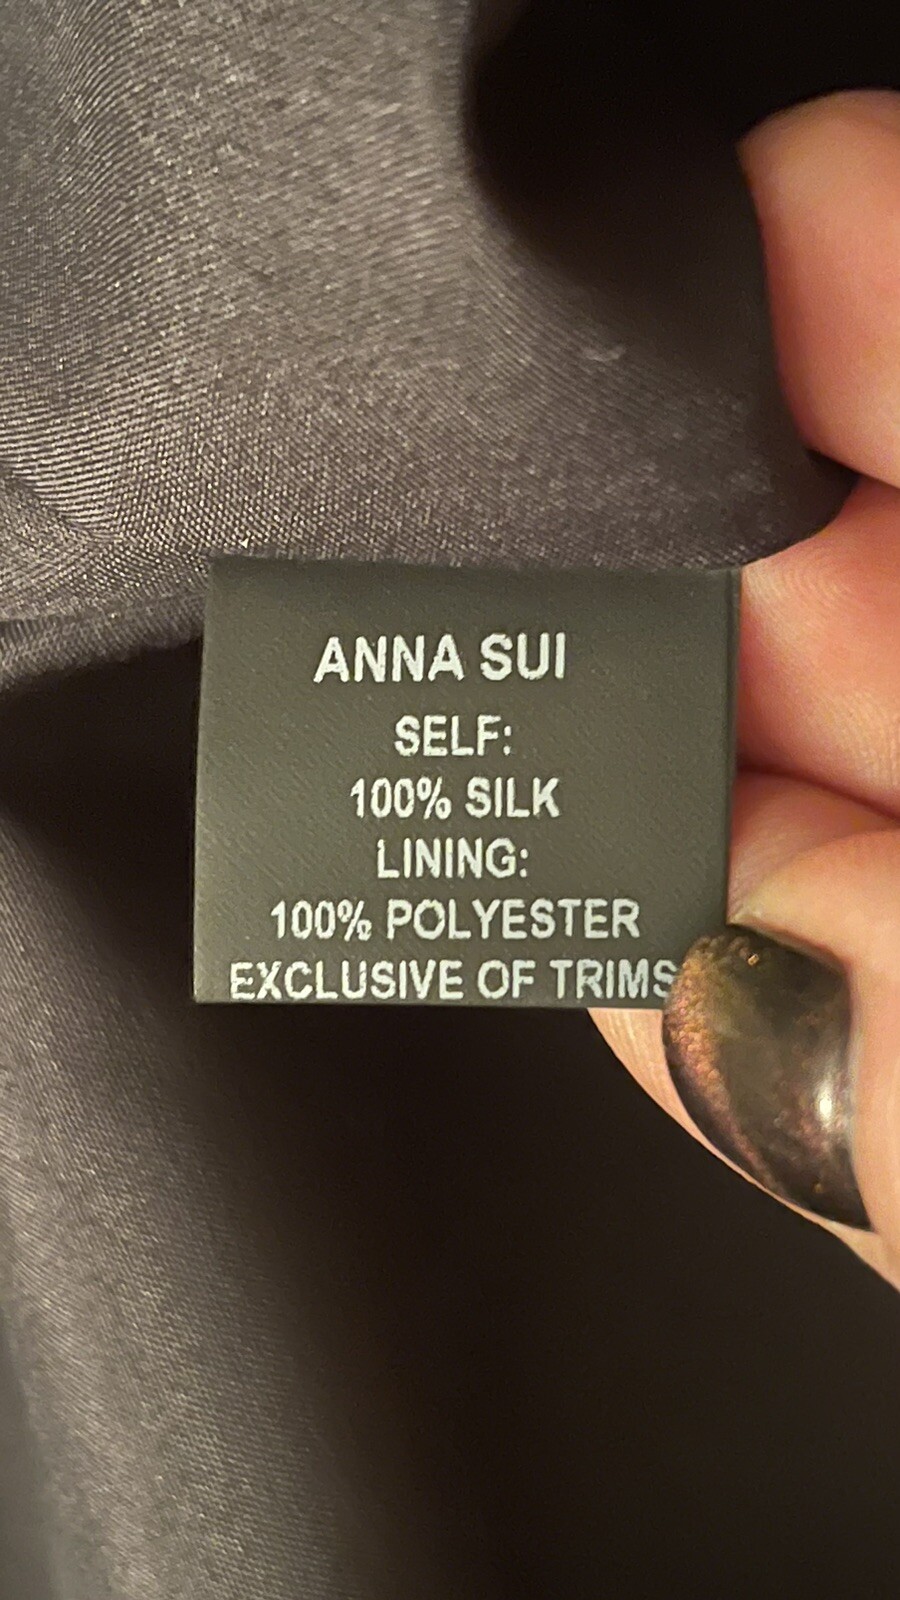 ANNA SUI
SELF:
100% SILK
LINING:
100% POLYESTER
EXCLUSIVE OF TRIMS